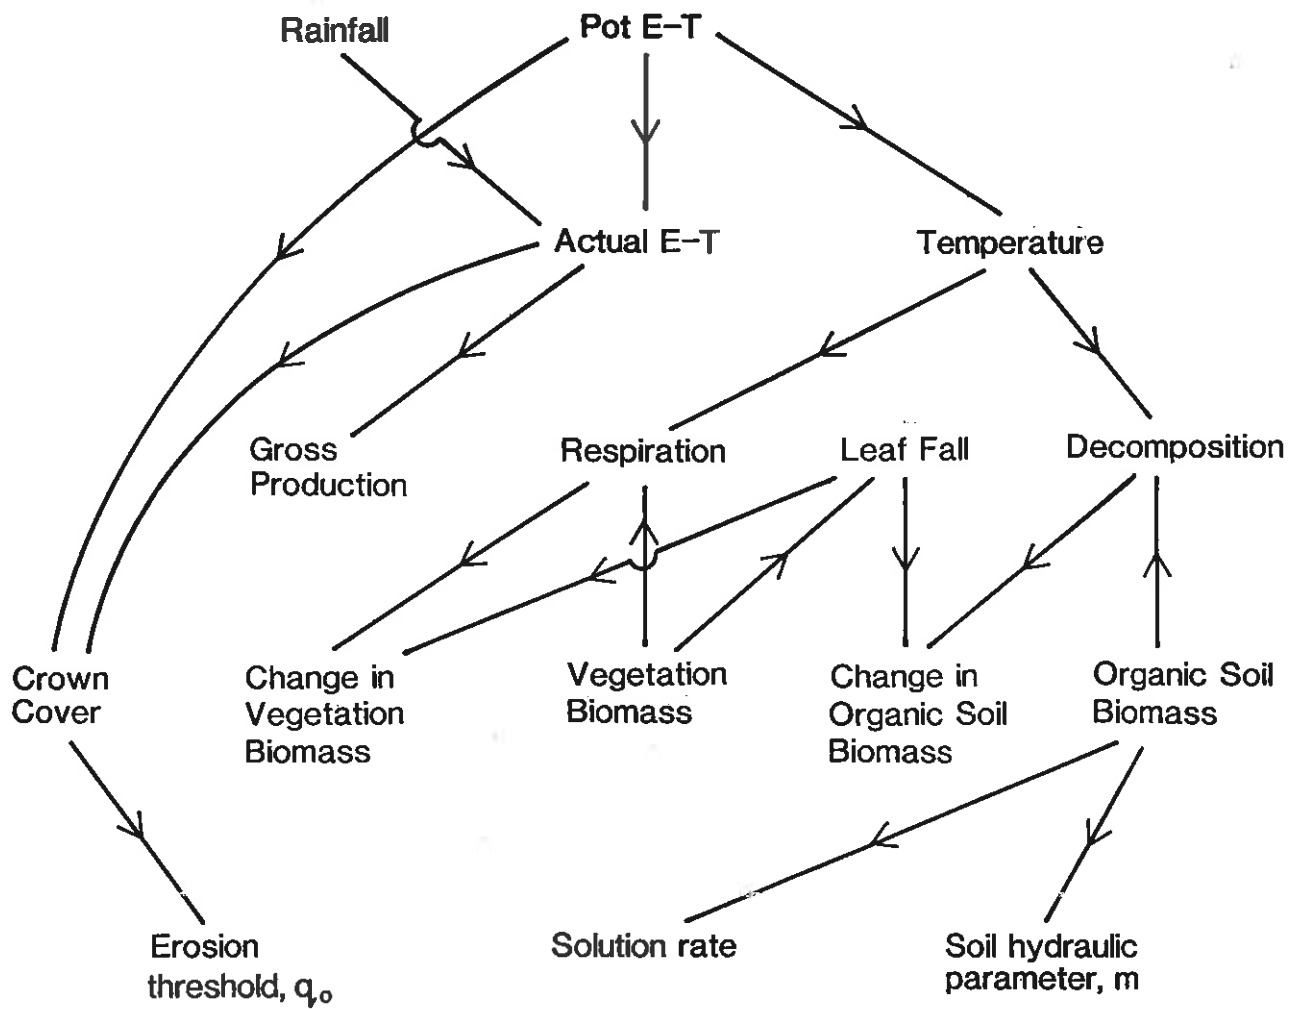 Rainfall
Pot E-T
Actual E-T
Temperature
Gross
Production
Respiration
Leaf Fall
Decomposition
Crown
Cover
Change in
Vegetation
Biomass
Vegetation
Biomass
Change in
Organic Soil
Biomass
Organic Soil
Biomass
Erosion
threshold, qₒ
Solution rate
Soil hydraulic
parameter, m